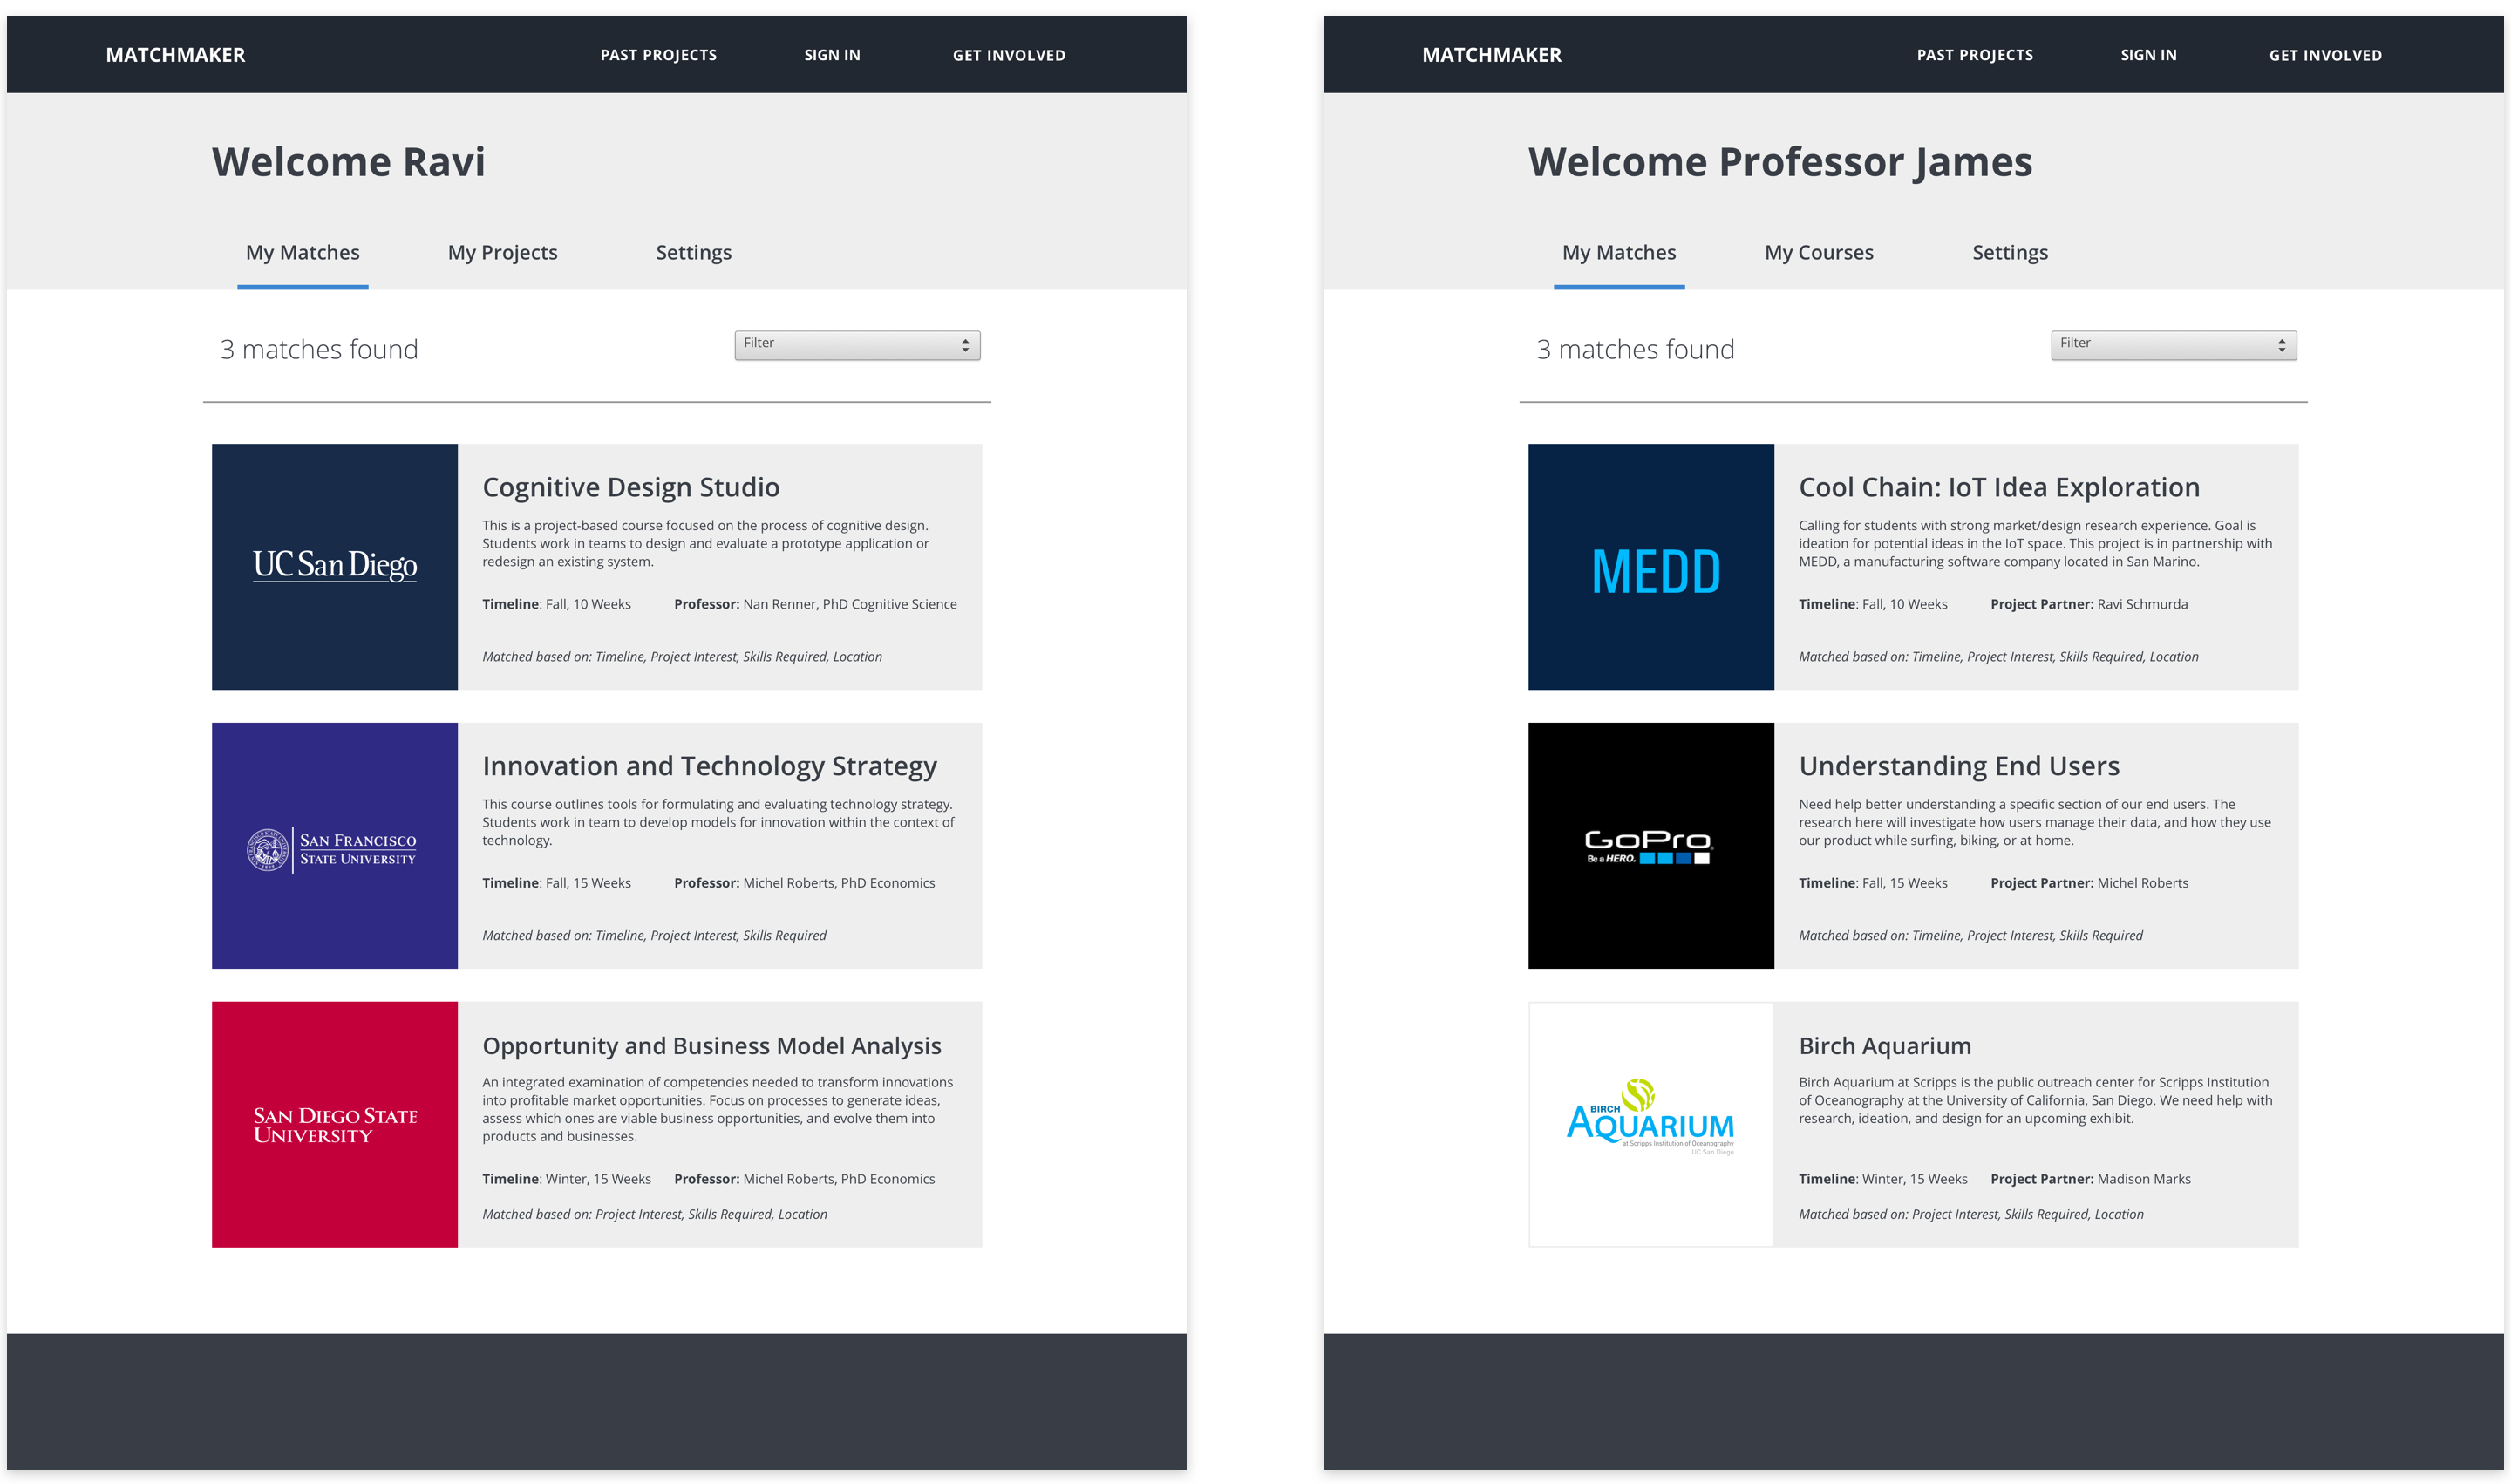 MATCHMAKER
PAST PROJECTS
SIGN IN
GET INVOLVED
Welcome Ravi
My Matches
My Projects
Settings
3 matches found
Filter
UC San Diego
Cognitive Design Studio
This is a project-based course focused on the process of cognitive design.
Students work in teams to design and evaluate a prototype application or
redesign an existing system.
Timeline: Fall, 10 Weeks
Professor: Nan Renner, PhD Cognitive Science
Matched based on: Timeline, Project Interest, Skills Required, Location
SAN FRANCISCO
STATE UNIVERSITY
Innovation and Technology Strategy
This course outlines tools for formulating and evaluating technology strategy.
Students work in team to develop models for innovation within the context of
technology.
Timeline: Fall, 15 Weeks
Professor: Michel Roberts, PhD Economics
Matched based on: Timeline, Project Interest, Skills Required
SAN DIEGO STATE
UNIVERSITY
Opportunity and Business Model Analysis
An integrated examination of competencies needed to transform innovations
into profitable market opportunities. Focus on processes to generate ideas,
assess which ones are viable business opportunities, and evolve them into
products and businesses.
Timeline: Winter, 15 Weeks
Professor: Michel Roberts, PhD Economics
Matched based on: Project Interest, Skills Required, Location
MATCHMAKER
PAST PROJECTS
SIGN IN
GET INVOLVED
Welcome Professor James
My Matches
My Courses
Settings
3 matches found
Filter
MEDD
Cool Chain: IoT Idea Exploration
Calling for students with strong market/design research experience. Goal is
ideation for potential ideas in the IoT space. This project is in partnership with
MEDD, a manufacturing software company located in San Marino.
Timeline: Fall, 10 Weeks
Project Partner: Ravi Schmurda
Matched based on: Timeline, Project Interest, Skills Required, Location
GoPro
Be a HERO.
Understanding End Users
Need help better understanding a specific section of our end users. The
research here will investigate how users manage their data, and how they use
our product while surfing, biking, or at home.
Timeline: Fall, 15 Weeks
Project Partner: Michel Roberts
Matched based on: Timeline, Project Interest, Skills Required
BIRCH
AQUARIUM
at Scripps Institution of Oceanography
UC San Diego
Birch Aquarium
Birch Aquarium at Scripps is the public outreach center for Scripps Institution
of Oceanography at the University of California, San Diego. We need help with
research, ideation, and design for an upcoming exhibit.
Timeline: Winter, 15 Weeks
Project Partner: Madison Marks
Matched based on: Project Interest, Skills Required, Location